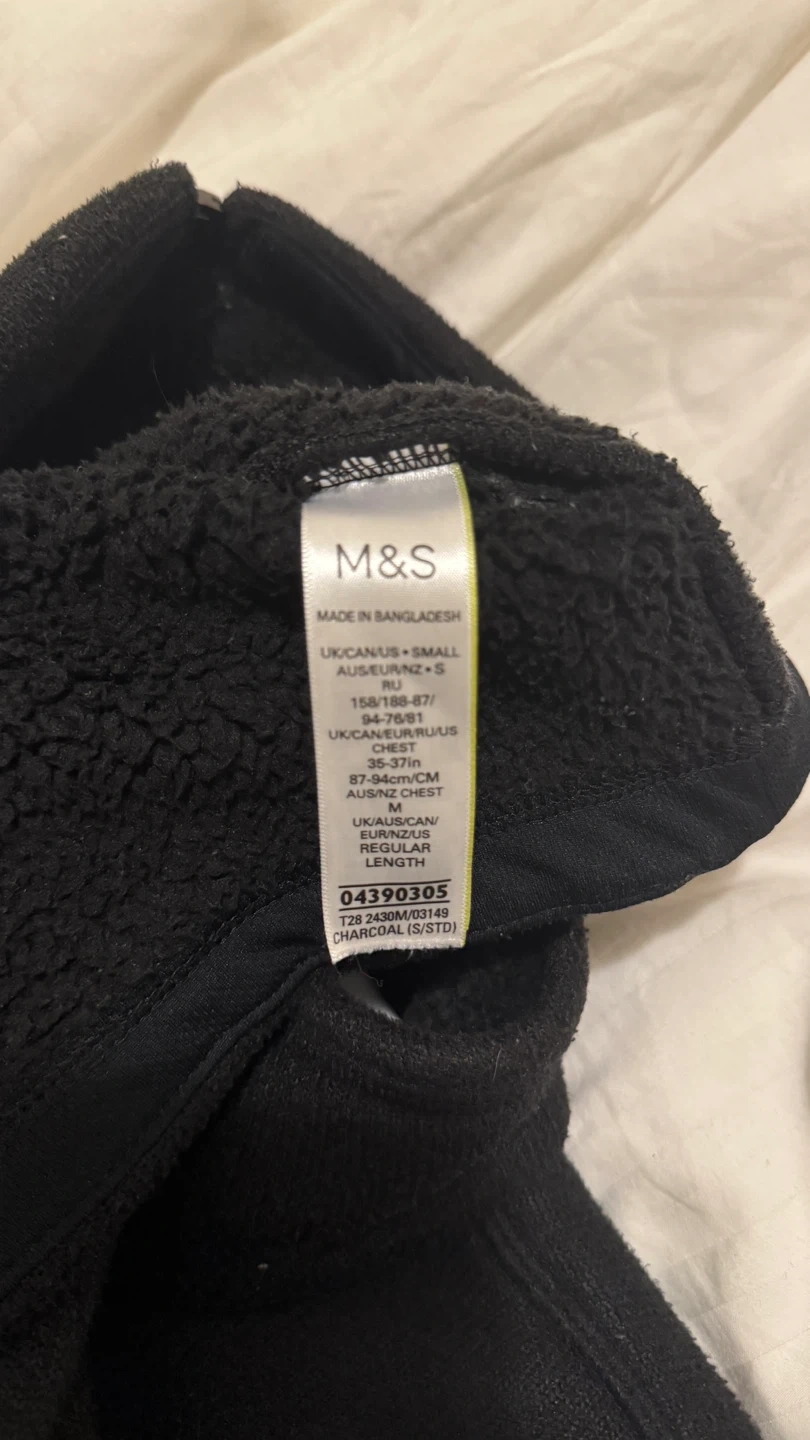 M&S
MADE IN BANGLADESH
UK/CAN/US • SMALL
AUS/EUR/NZ • S
RU
158/188-87/
94-76/81
UK/CAN/EUR/RU/US
CHEST
35-37in
87-94cm/CM
AUS/NZ CHEST
M
UK/AUS/CAN/
EUR/NZ/US
REGULAR
LENGTH
04390305
T28 2430M/03149
CHARCOAL (S/STD)